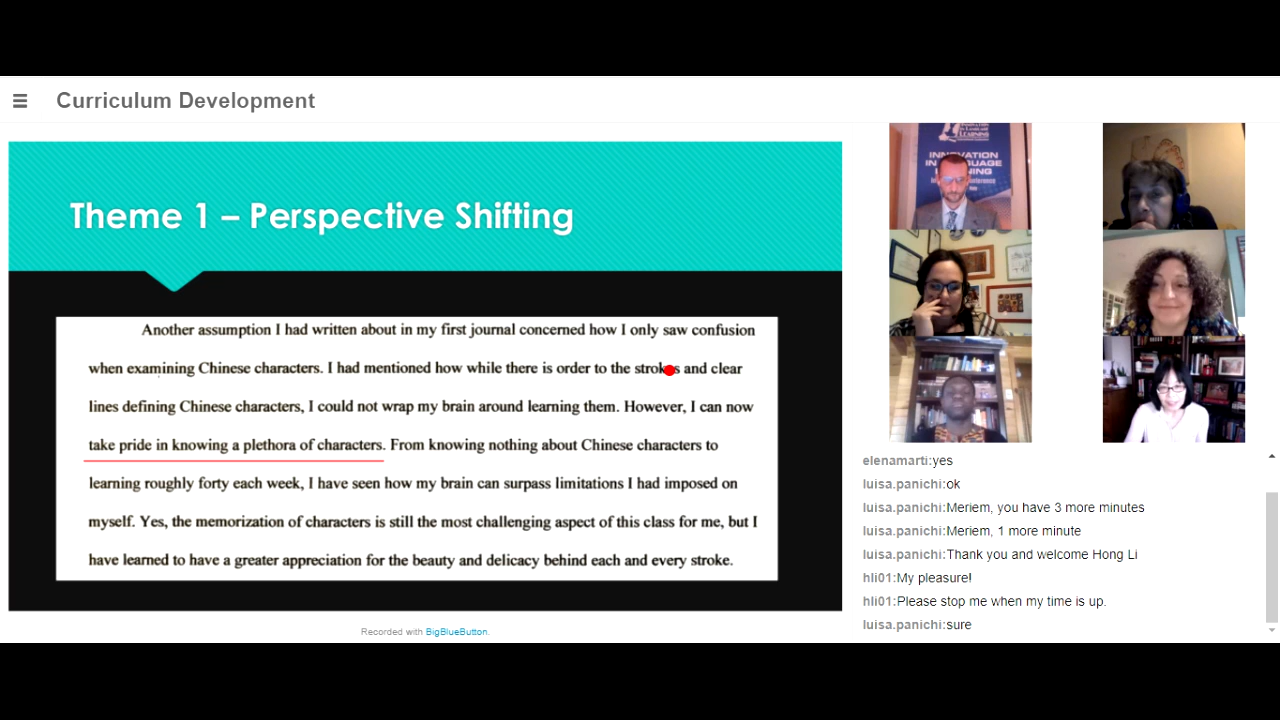 ☰ Curriculum Development
Theme 1 – Perspective Shifting
Another assumption I had written about in my first journal concerned how I only saw confusion
when examining Chinese characters. I had mentioned how while there is order to the strokes and clear
lines defining Chinese characters, I could not wrap my brain around learning them. However, I can now
take pride in knowing a plethora of characters. From knowing nothing about Chinese characters to
learning roughly forty each week, I have seen how my brain can surpass limitations I had imposed on
myself. Yes, the memorization of characters is still the most challenging aspect of this class for me, but I
have learned to have a greater appreciation for the beauty and delicacy behind each and every stroke.
Recorded with BigBlueButton.
INNOVATION
IN LANGUAGE
LEARNING
elenamarti:yes
luisa.panichi:ok
luisa.panichi:Meriem, you have 3 more minutes
luisa.panichi:Meriem, 1 more minute
luisa.panichi:Thank you and welcome Hong Li
hli01:My pleasure!
hli01:Please stop me when my time is up.
luisa.panichi:sure